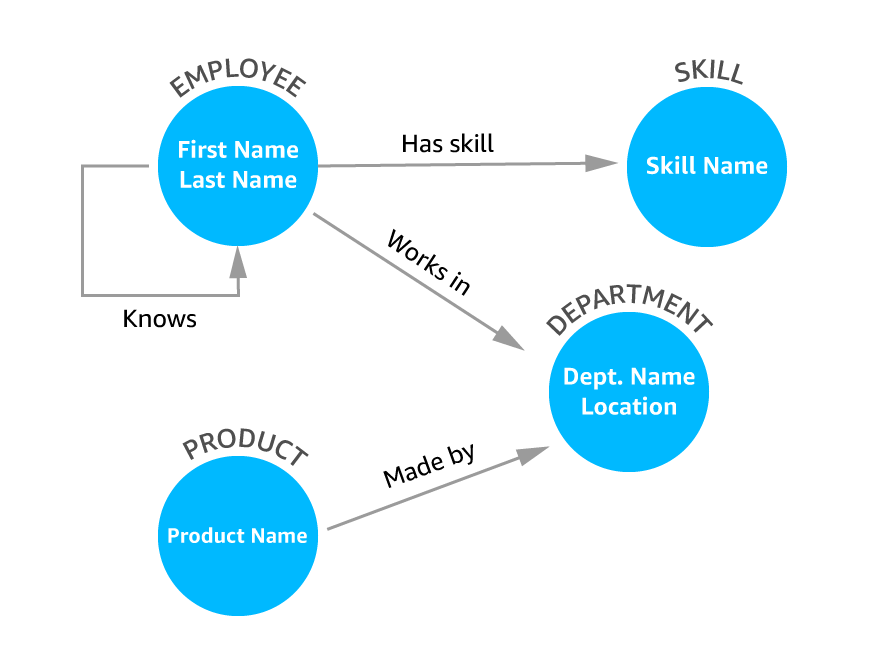 EMPLOYEE
First Name
Last Name
Has skill
SKILL
Skill Name
Knows
Works in
DEPARTMENT
Dept. Name
Location
PRODUCT
Product Name
Made by